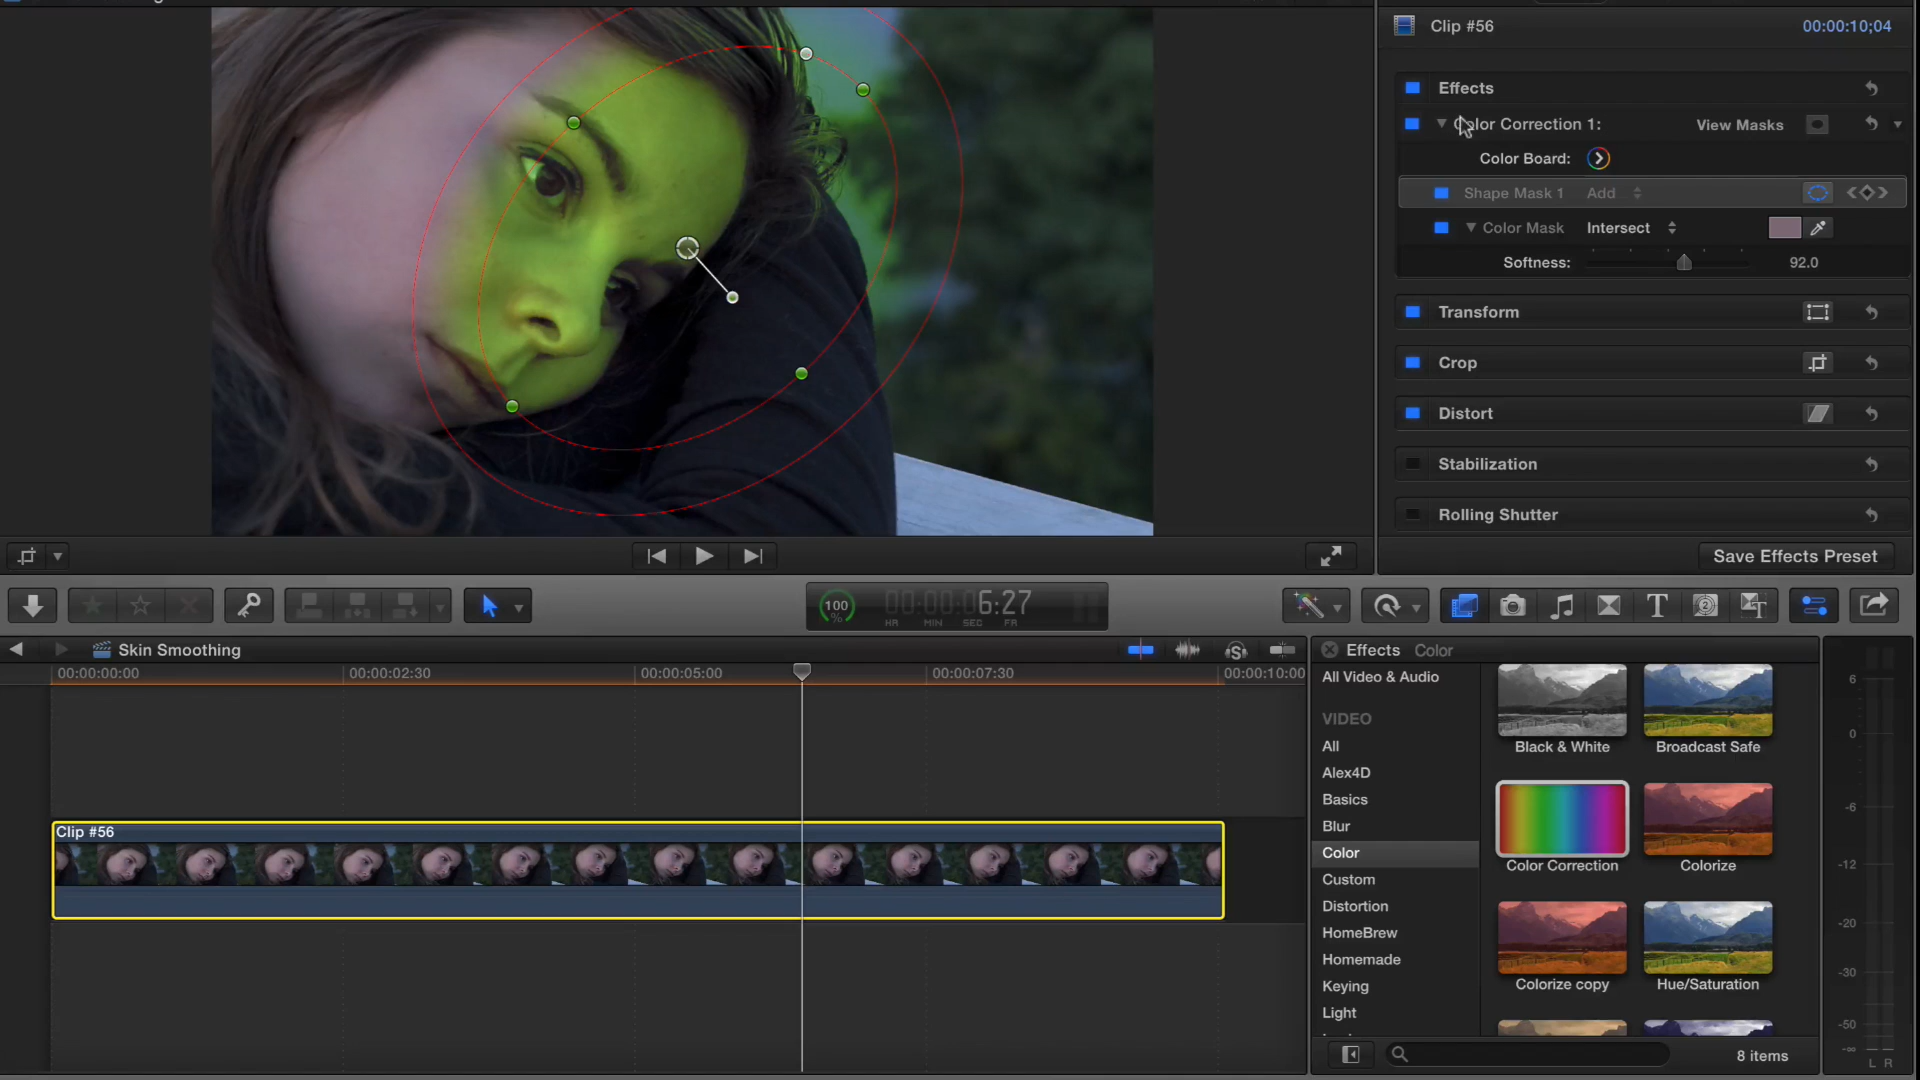 Clip #56
00:00:10;04
Effects
Color Correction 1:
View Masks
Color Board:
Shape Mask 1
Add
Color Mask
Intersect
Softness:
92.0
Transform
Crop
Distort
Stabilization
Rolling Shutter
Save Effects Preset
100
%
00:00:06:27
HR MIN SEC FR
Skin Smoothing
00:00:00:00
00:00:02:30
00:00:05:00
00:00:07:30
00:00:10:00
Clip #56
Effects Color
All Video & Audio
VIDEO
All
Alex4D
Basics
Blur
Color
Custom
Distortion
HomeBrew
Homemade
Keying
Light
Black & White
Broadcast Safe
Color Correction
Colorize
Colorize copy
Hue/Saturation
8 items
6
0
-6
-12
-20
-30
-50
-∞
L R